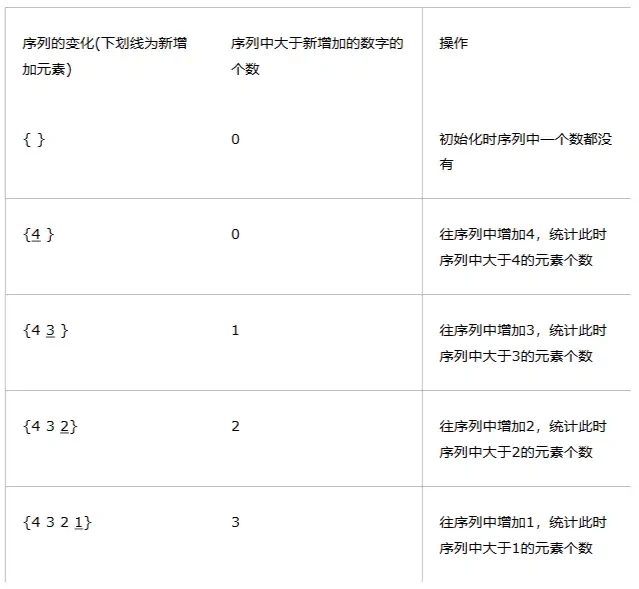 序列的变化(下划线为新增
加元素)
序列中大于新增加的数字的
个数
操作
{ }
0
初始化时序列中一个数都没
有
{4 }
0
往序列中增加4，统计此时
序列中大于4的元素个数
{4 3 }
1
往序列中增加3，统计此时
序列中大于3的元素个数
{4 3 2}
2
往序列中增加2，统计此时
序列中大于2的元素个数
{4 3 2 1}
3
往序列中增加1，统计此时
序列中大于1的元素个数